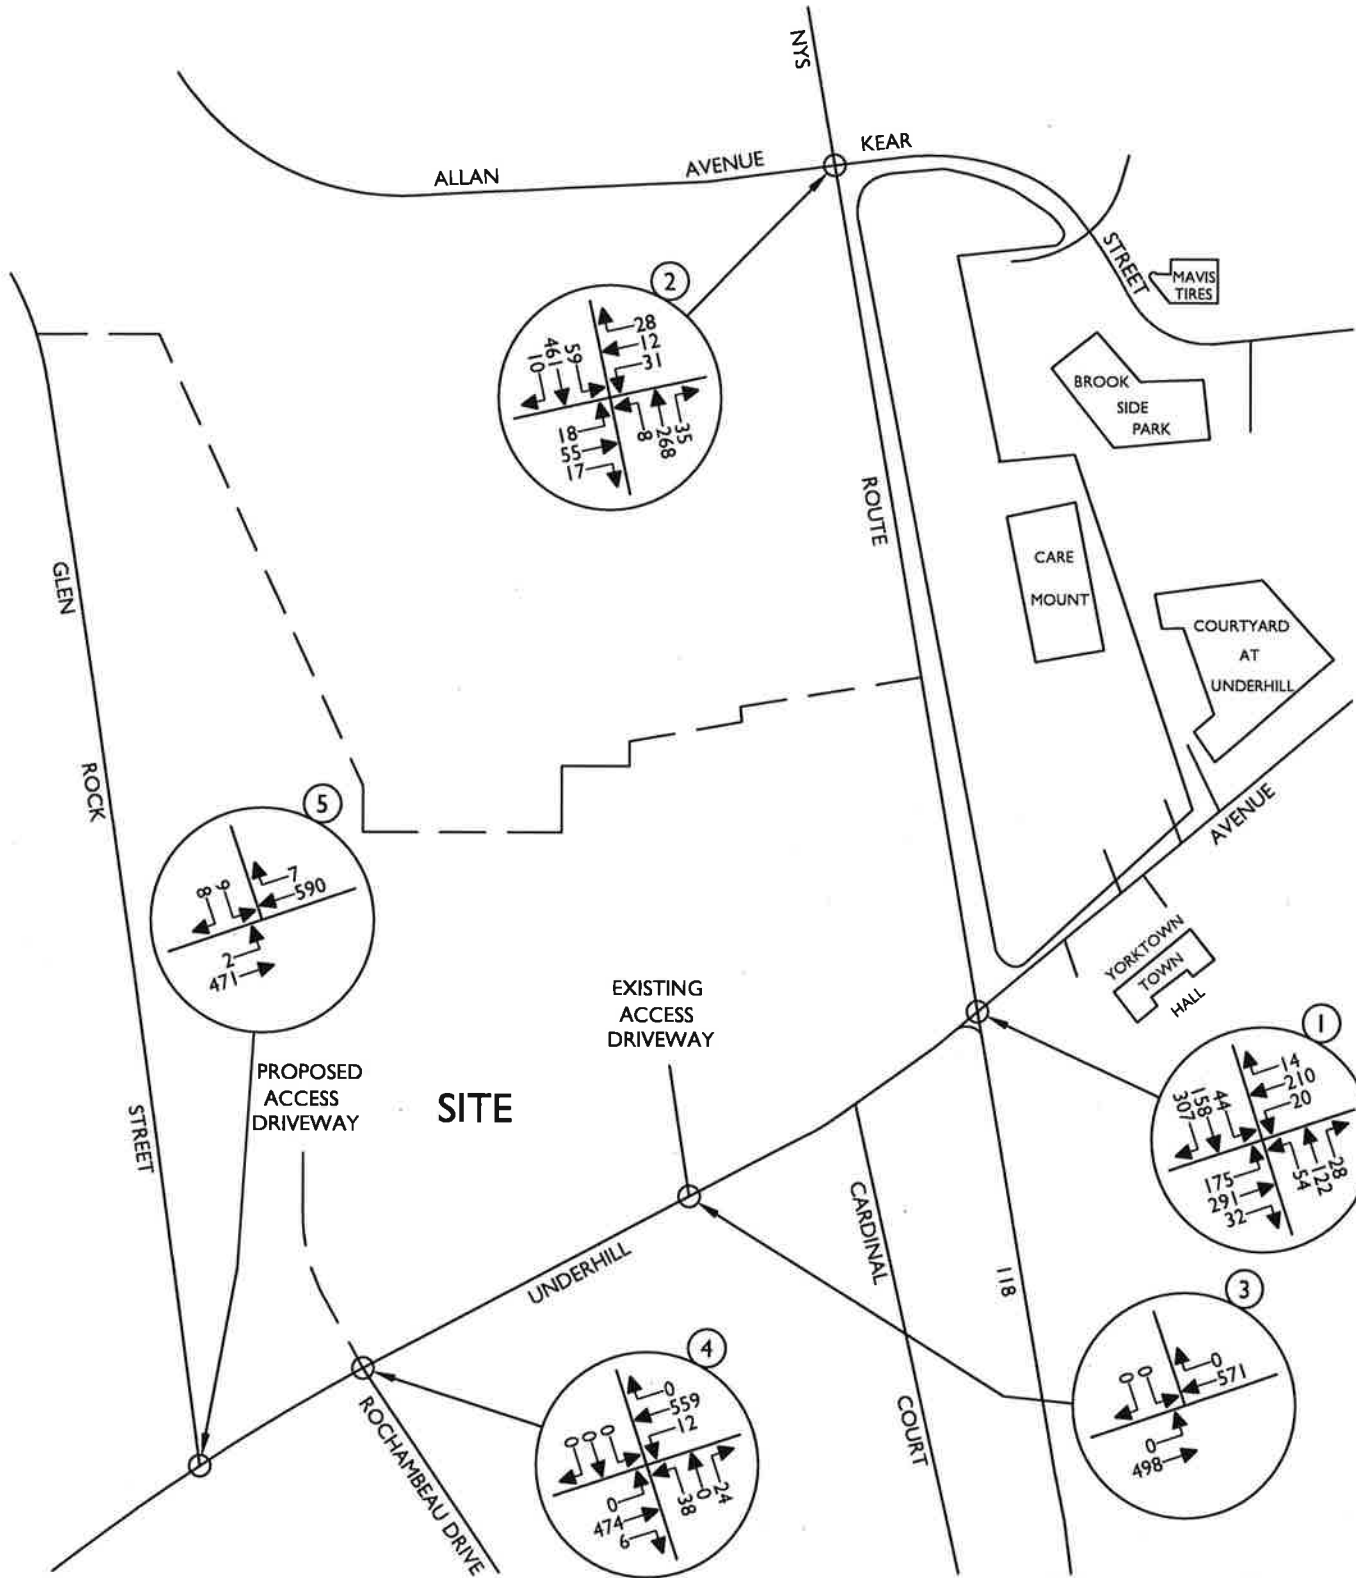 NYS
KEAR
ALLAN
AVENUE
STREET
MAVIS
TIRES
2
28
12
31
59
461
10
18
55
17
8
268
35
BROOK
SIDE
PARK
ROUTE
CARE
MOUNT
GLEN
COURTYARD
AT
UNDERHILL
ROCK
AVENUE
5
7
590
9
8
2
471
YORKTOWN
TOWN
HALL
EXISTING
ACCESS
DRIVEWAY
1
14
210
20
44
158
307
175
291
32
54
122
28
PROPOSED
ACCESS
DRIVEWAY
SITE
STREET
CARDINAL
UNDERHILL
118
3
0
571
0
0
0
498
4
0
559
12
0
0
0
0
474
6
38
0
24
COURT
ROCHAMBEAU DRIVE